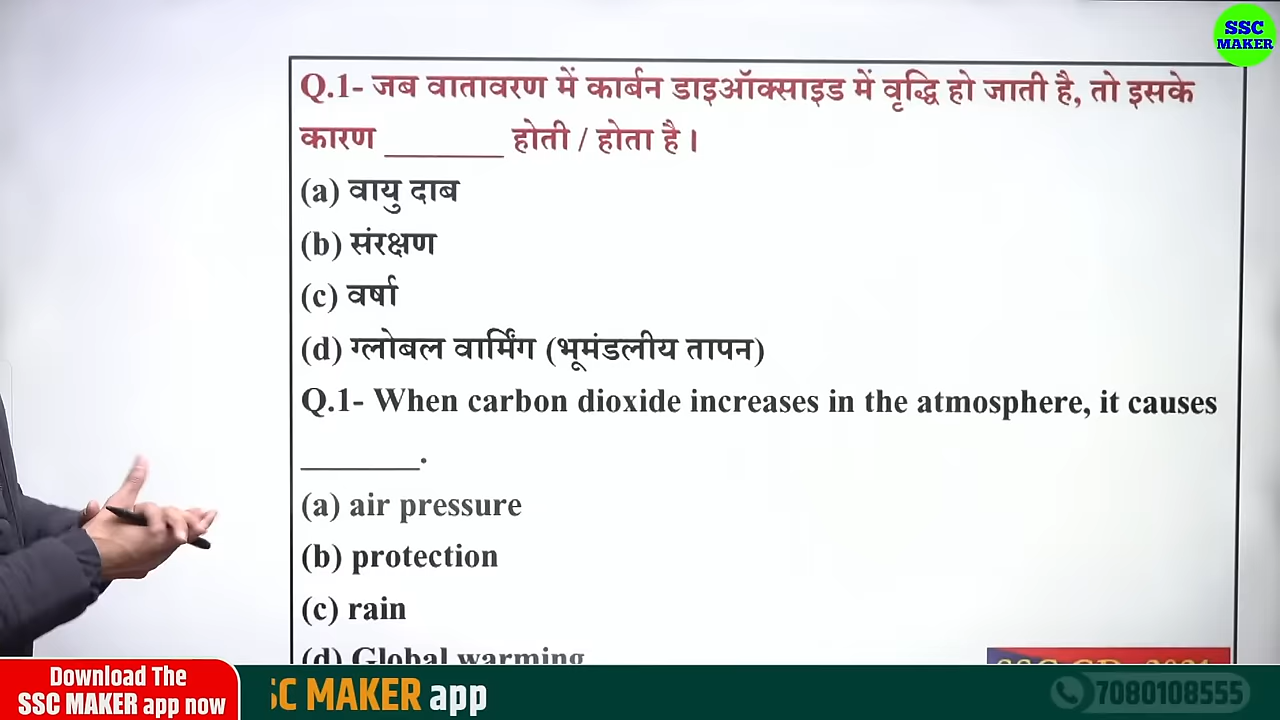 SSC
MAKER
Q.1- जब वातावरण में कार्बन डाइऑक्साइड में वृद्धि हो जाती है, तो इसके
कारण ________ होती / होता है।
(a) वायु दाब
(b) संरक्षण
(c) वर्षा
(d) ग्लोबल वार्मिंग (भूमंडलीय तापन)
Q.1- When carbon dioxide increases in the atmosphere, it causes
________.
(a) air pressure
(b) protection
(c) rain
(d) Global warming
Download The
SSC MAKER app now
SC MAKER app
7080108555